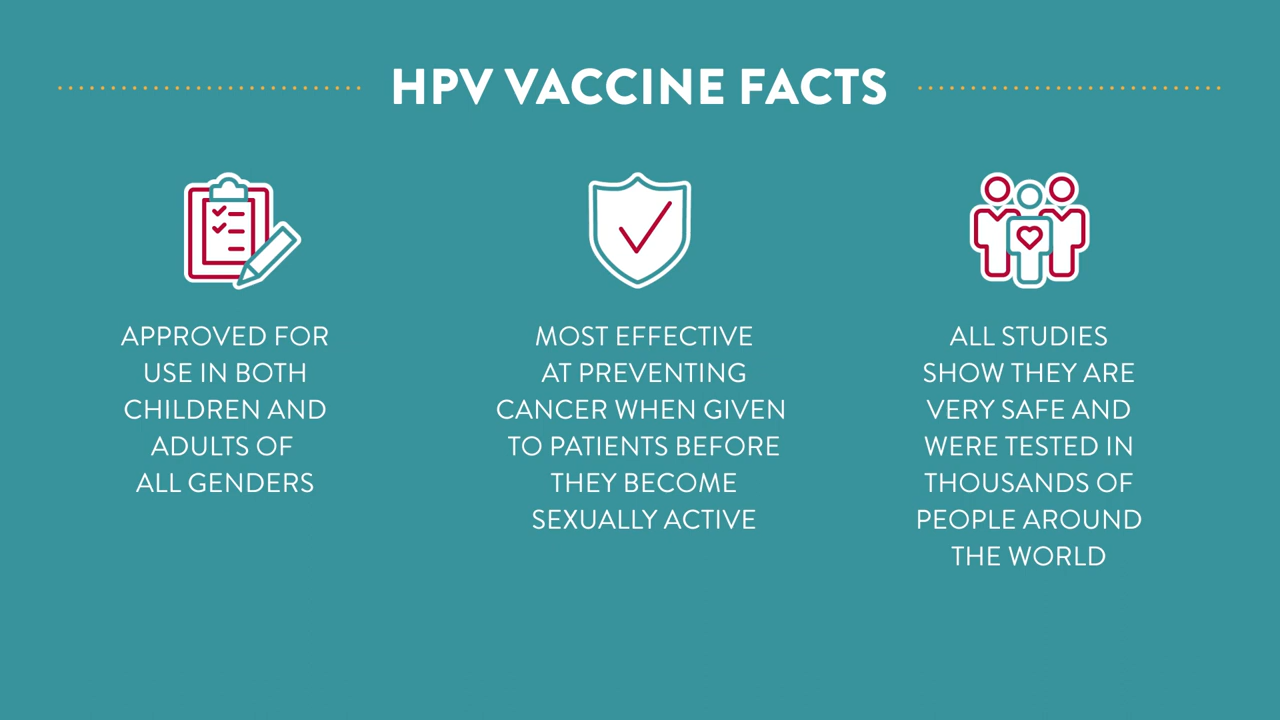 HPV VACCINE FACTS
APPROVED FOR
USE IN BOTH
CHILDREN AND
ADULTS OF
ALL GENDERS
MOST EFFECTIVE
AT PREVENTING
CANCER WHEN GIVEN
TO PATIENTS BEFORE
THEY BECOME
SEXUALLY ACTIVE
ALL STUDIES
SHOW THEY ARE
VERY SAFE AND
WERE TESTED IN
THOUSANDS OF
PEOPLE AROUND
THE WORLD